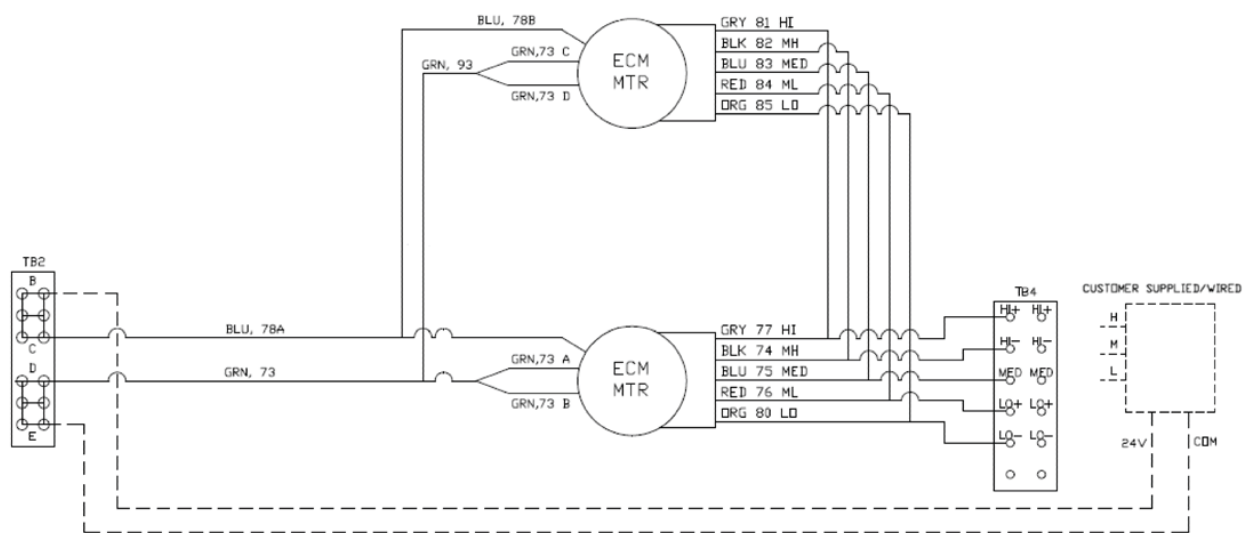 BLU, 78B
GRN,73 C
GRN, 93
GRN,73 D
ECM
MTR
GRY 81 HI
BLK 82 MH
BLU 83 MED
RED 84 ML
ORG 85 LO
TB2
B
C
D
E
BLU, 78A
GRN, 73
GRN,73 A
GRN,73 B
ECM
MTR
GRY 77 HI
BLK 74 MH
BLU 75 MED
RED 76 ML
ORG 80 LO
TB4
HI+ HI+
HI- HI-
MED MED
LO+ LO+
LO- LO-
CUSTOMER SUPPLIED/WIRED
H
M
L
24V
COM